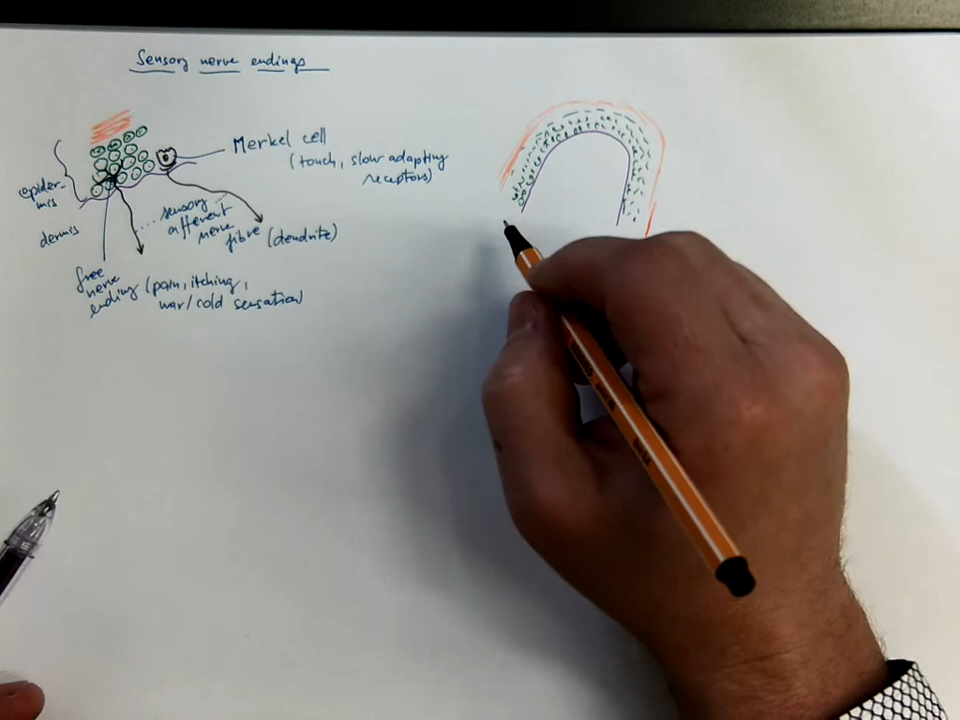 Sensory nerve endings
Merkel cell
(touch, slow adapting
receptors)
epider-
mis
dermis
sensory
afferent
nerve
fibre (dendrite)
free
nerve
ending (pain, itching,
war/cold sensation)